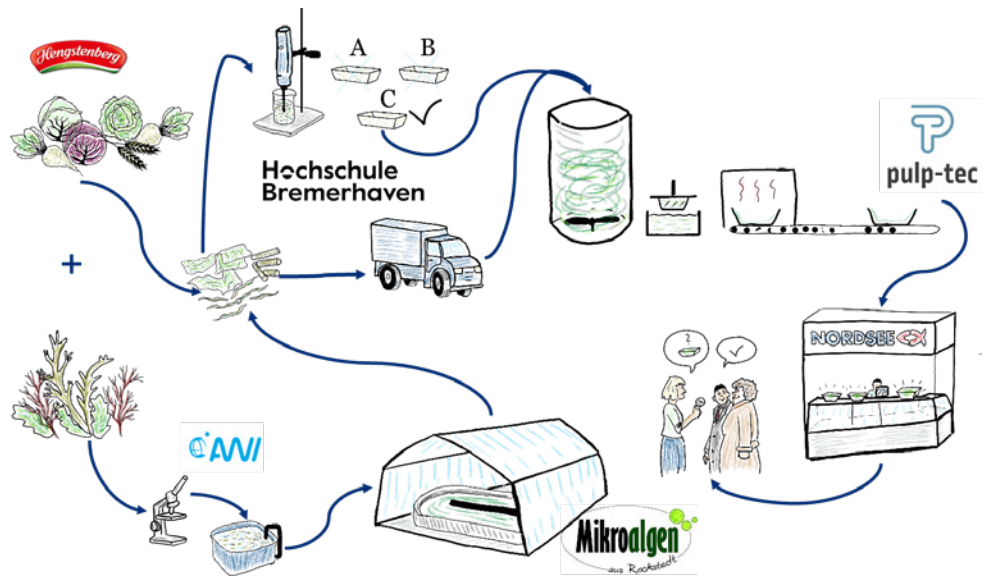 Hengstenberg
A
B
C
Hochschule
Bremerhaven
pulp-tec
+
NORDSEE
?
AWI
Mikroalgen
aus Rockstedt